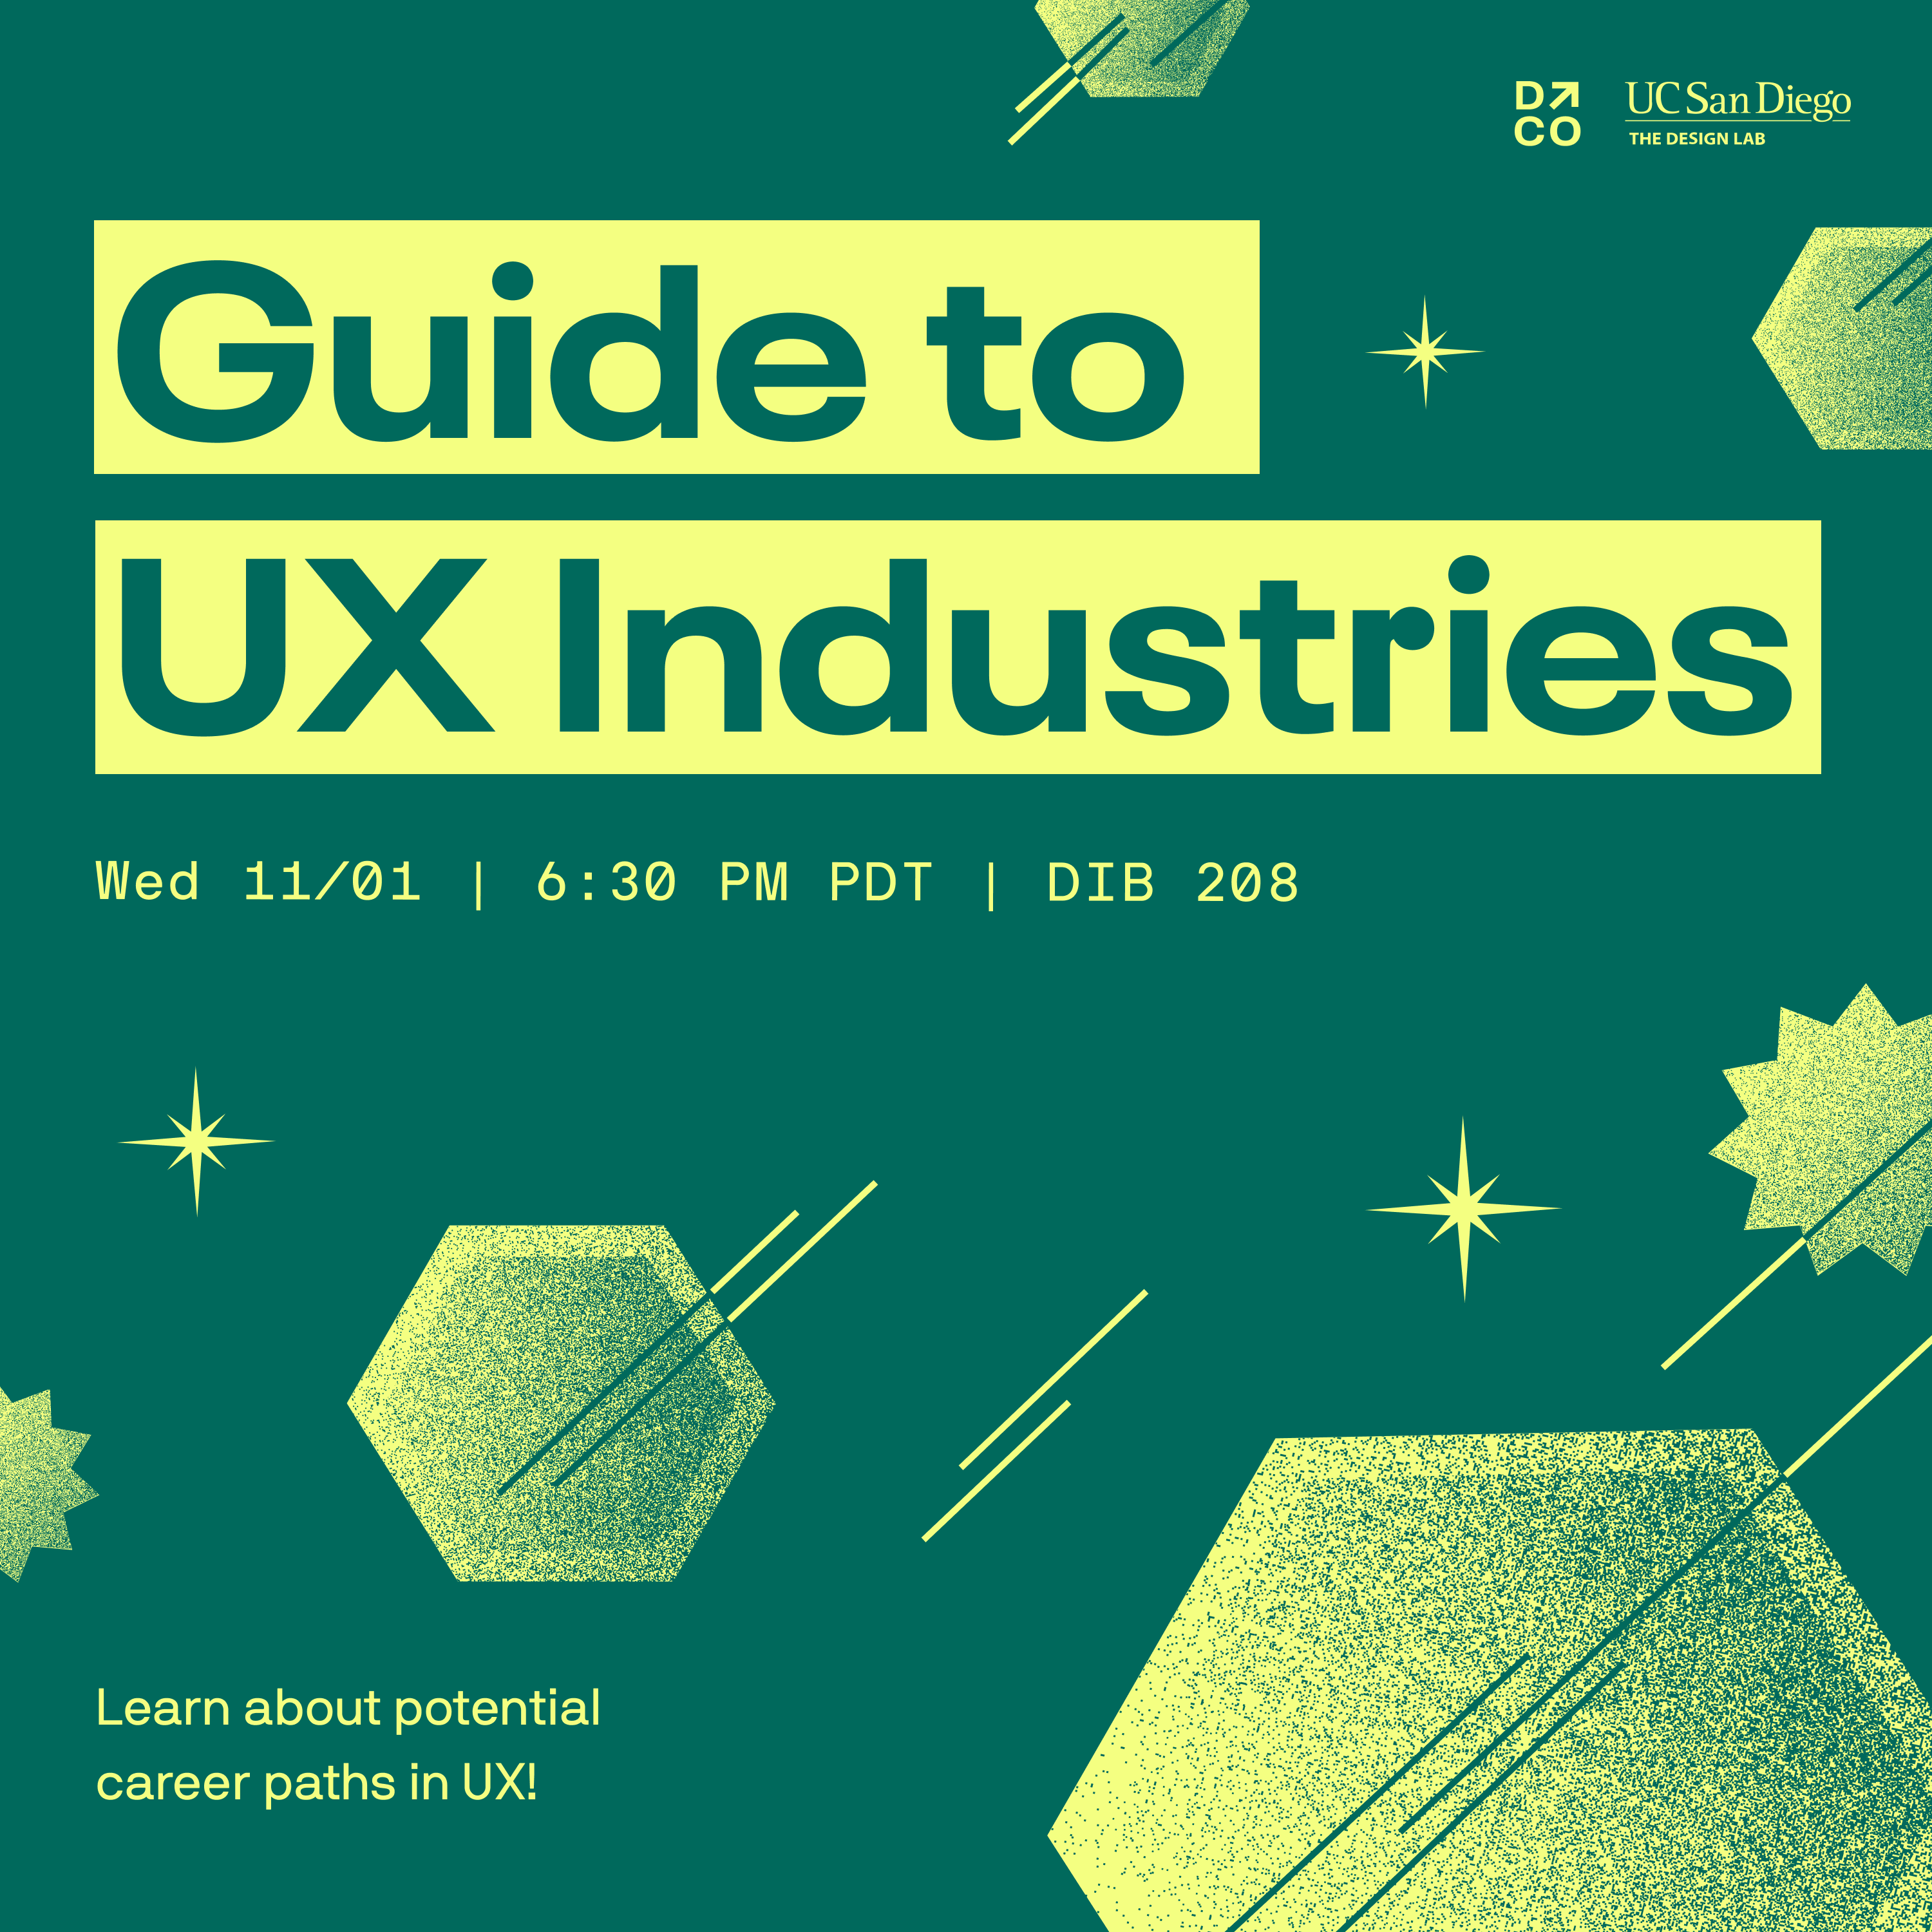 D↗
CO
UC San Diego
THE DESIGN LAB
Guide to
UX Industries
Wed 11/01 | 6:30 PM PDT | DIB 208
Learn about potential
career paths in UX!